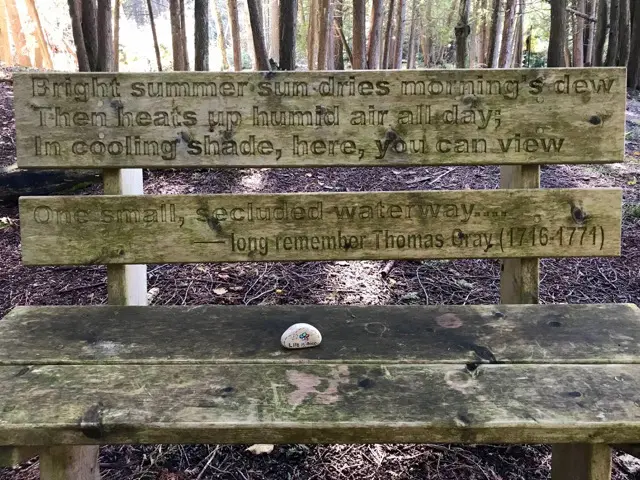 Bright summer sun dries morning's dew
Then heats up humid air all day;
In cooling shade, here, you can view
One small, secluded waterway....
— long remember Thomas Gray (1716-1771)
Life